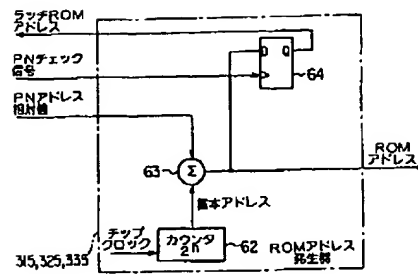 ラッチROM
アドレス
PNチェック
信号
PNアドレス
相対値
D Q
64
63
Σ
ROM
アドレス
基本アドレス
チップ
クロック
カウンタ
2n
62
ROMアドレス
発生器
315,325,335